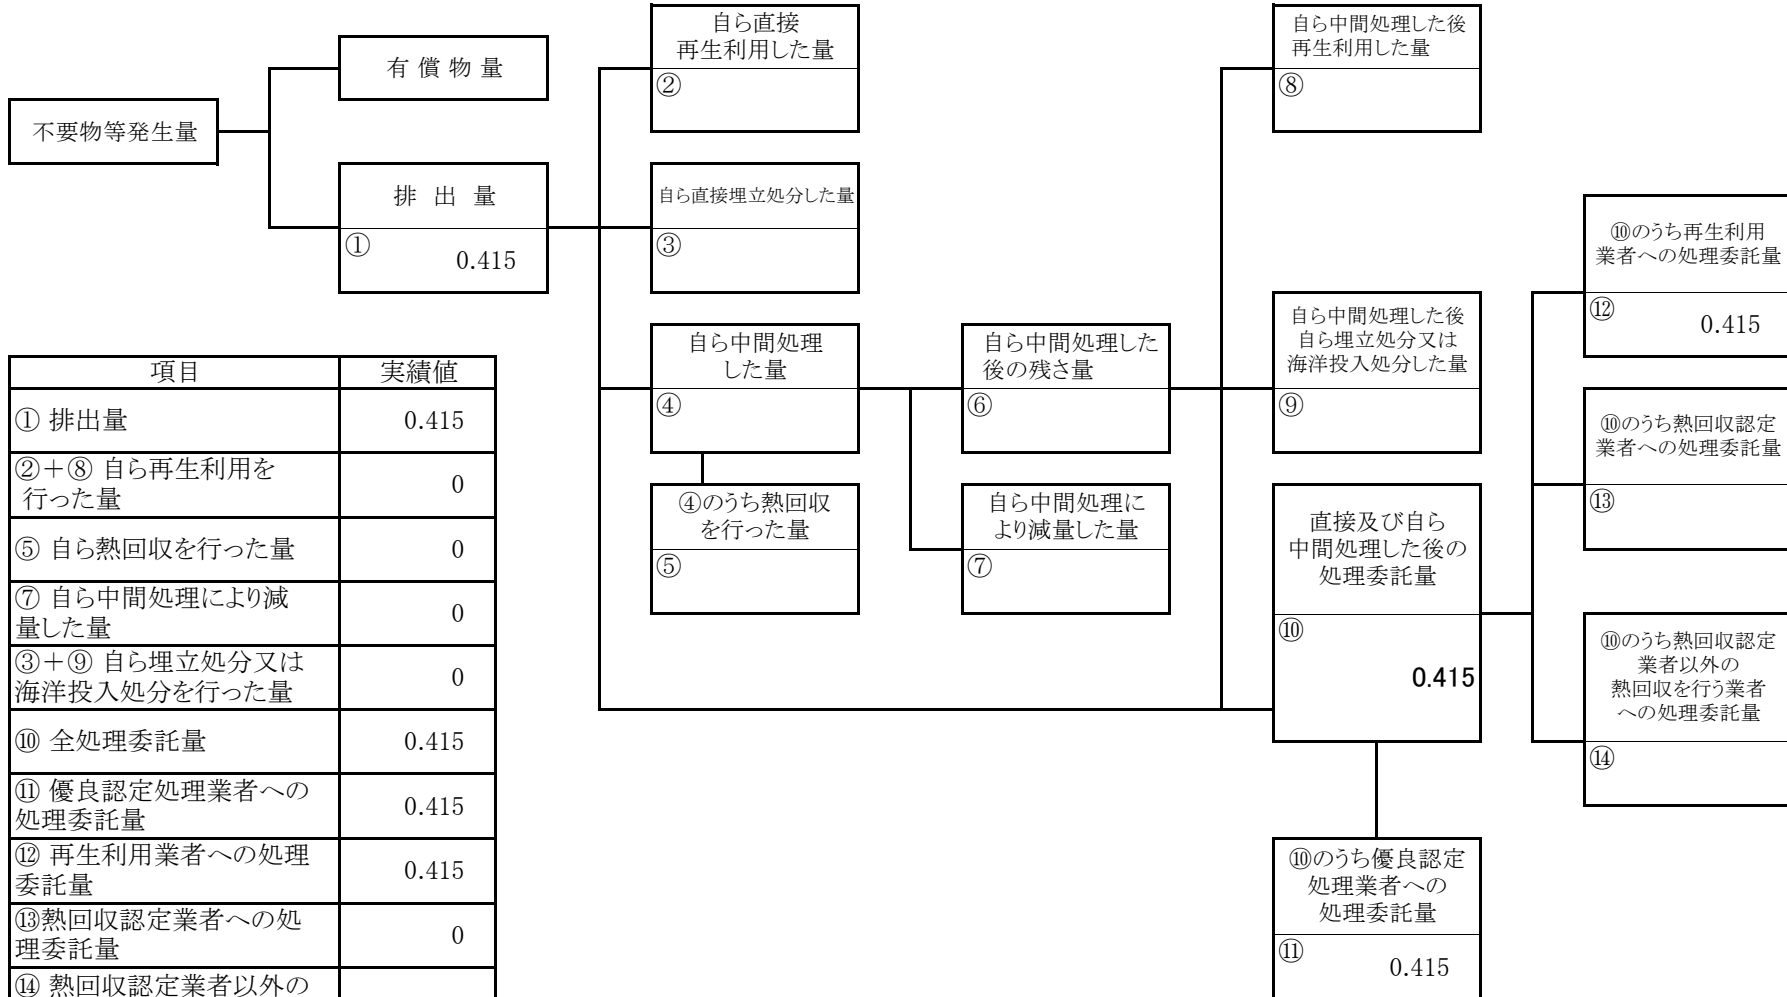 不要物等発生量
有 償 物 量
排 出 量
①
0.415
自ら直接
再生利用した量
②
自ら直接埋立処分した量
③
自ら中間処理
した量
④
④のうち熱回収
を行った量
⑤
自ら中間処理した
後の残さ量
⑥
自ら中間処理に
より減量した量
⑦
自ら中間処理した後
再生利用した量
⑧
自ら中間処理した後
自ら埋立処分又は
海洋投入処分した量
⑨
直接及び自ら
中間処理した後の
処理委託量
⑩
0.415
⑩のうち優良認定
処理業者への
処理委託量
⑪
0.415
⑩のうち再生利用
業者への処理委託量
⑫
0.415
⑩のうち熱回収認定
業者への処理委託量
⑬
⑩のうち熱回収認定
業者以外の
熱回収を行う業者
への処理委託量
⑭
項目 実績値
① 排出量 0.415
②＋⑧ 自ら再生利用を
行った量 0
⑤ 自ら熱回収を行った量 0
⑦ 自ら中間処理により減
量した量 0
③＋⑨ 自ら埋立処分又は
海洋投入処分を行った量 0
⑩ 全処理委託量 0.415
⑪ 優良認定処理業者への
処理委託量 0.415
⑫ 再生利用業者への処理
委託量 0.415
⑬熱回収認定業者への処
理委託量 0
⑭ 熱回収認定業者以外の